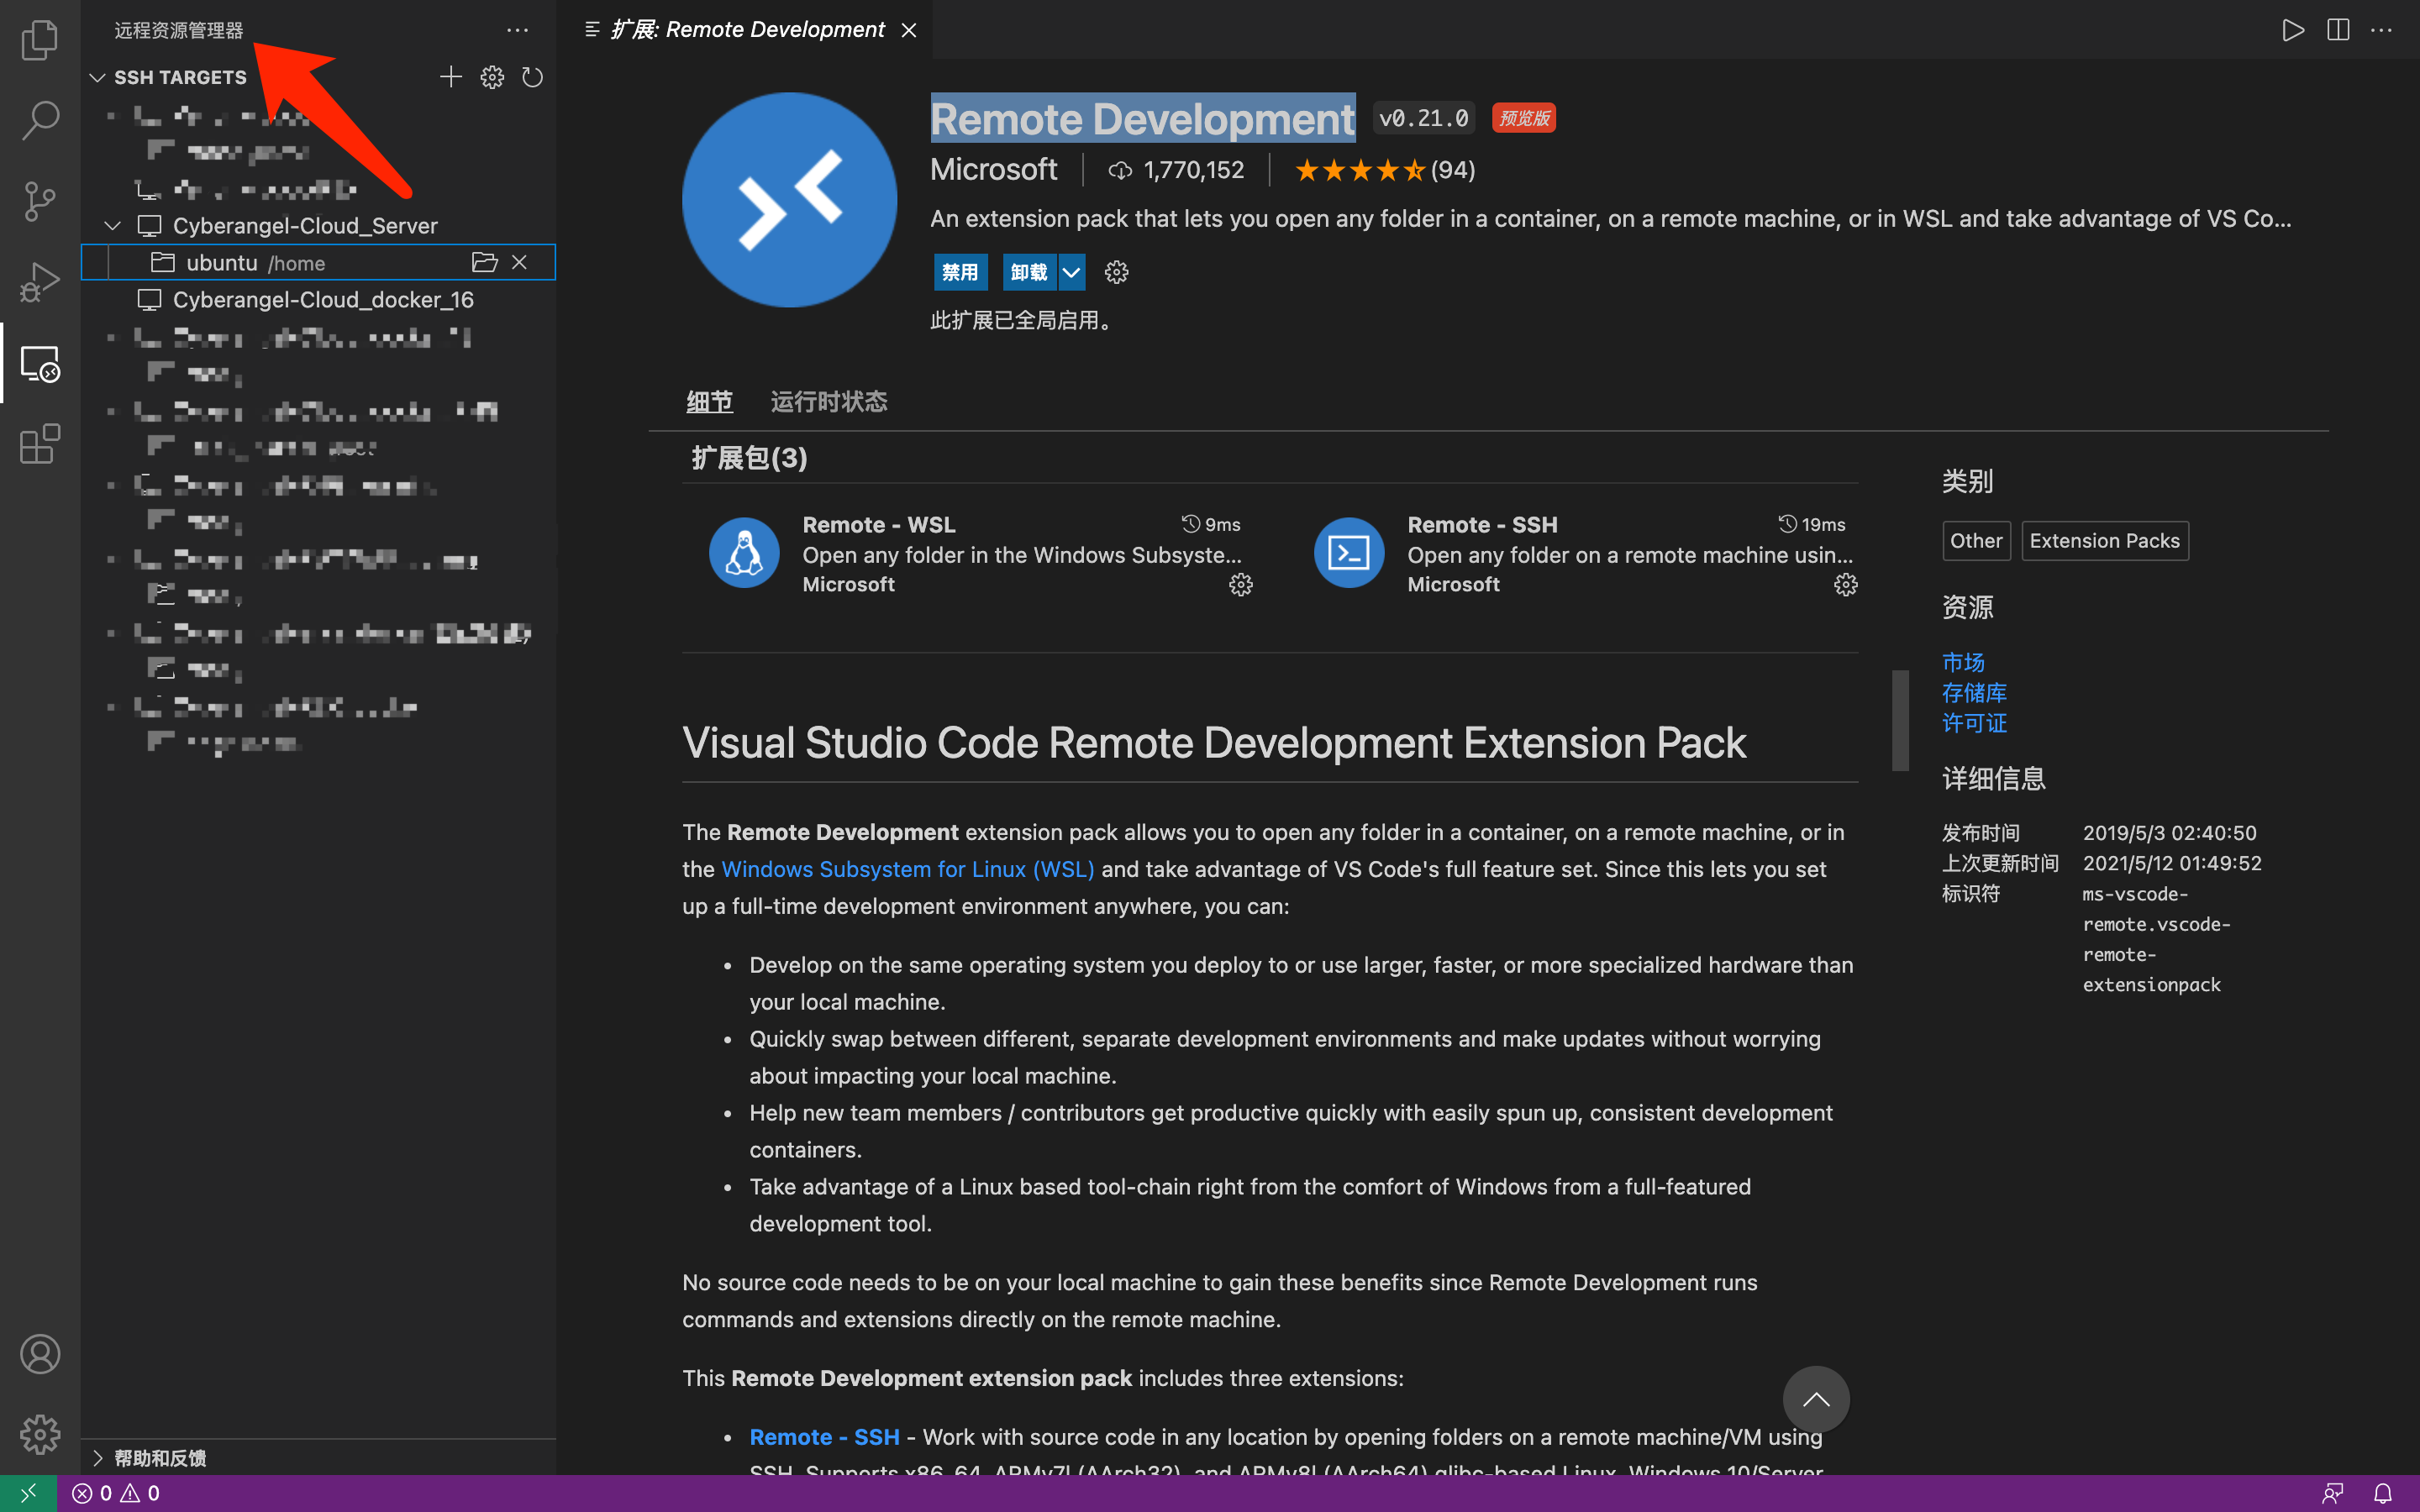 远程资源管理器
SSH TARGETS
Cyberangel-Cloud_Server
ubuntu /home
Cyberangel-Cloud_docker_16
帮助和反馈
0 0
扩展: Remote Development
Remote Development v0.21.0 预览版
Microsoft 1,770,152 (94)
An extension pack that lets you open any folder in a container, on a remote machine, or in WSL and take advantage of VS Co...
禁用 卸载
此扩展已全局启用。
细节 运行时状态
扩展包(3)
Remote - WSL 9ms
Open any folder in the Windows Subsyste...
Microsoft
Remote - SSH 19ms
Open any folder on a remote machine usin...
Microsoft
Visual Studio Code Remote Development Extension Pack
The Remote Development extension pack allows you to open any folder in a container, on a remote machine, or in
the Windows Subsystem for Linux (WSL) and take advantage of VS Code's full feature set. Since this lets you set
up a full-time development environment anywhere, you can:
• Develop on the same operating system you deploy to or use larger, faster, or more specialized hardware than
your local machine.
• Quickly swap between different, separate development environments and make updates without worrying
about impacting your local machine.
• Help new team members / contributors get productive quickly with easily spun up, consistent development
containers.
• Take advantage of a Linux based tool-chain right from the comfort of Windows from a full-featured
development tool.
No source code needs to be on your local machine to gain these benefits since Remote Development runs
commands and extensions directly on the remote machine.
This Remote Development extension pack includes three extensions:
• Remote - SSH - Work with source code in any location by opening folders on a remote machine/VM using
SSH. Supports x86_64, ARMv7l (AArch32), and ARMv8l (AArch64) glibc-based Linux, Windows 10/Server
类别
Other Extension Packs
资源
市场
存储库
许可证
详细信息
发布时间 2019/5/3 02:40:50
上次更新时间 2021/5/12 01:49:52
标识符 ms-vscode-
remote.vscode-
remote-
extensionpack